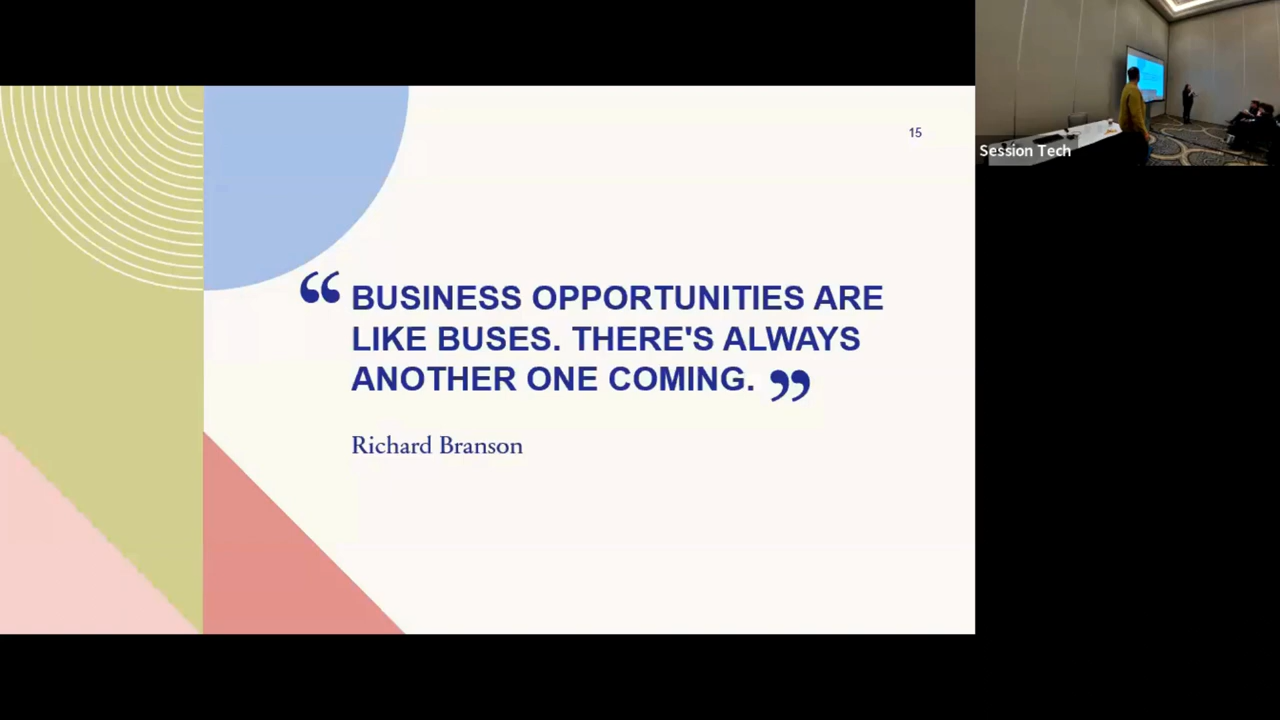 15
Session Tech
“ BUSINESS OPPORTUNITIES ARE
LIKE BUSES. THERE'S ALWAYS
ANOTHER ONE COMING. ”
Richard Branson